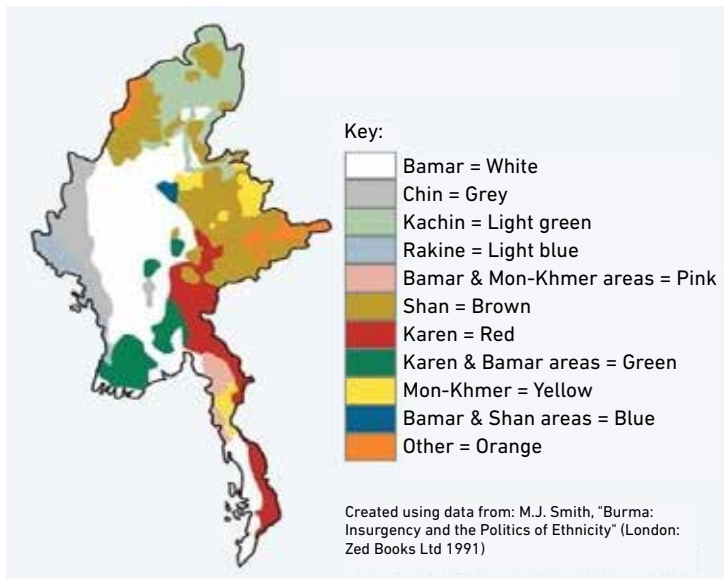 Key:
Bamar = White
Chin = Grey
Kachin = Light green
Rakine = Light blue
Bamar & Mon-Khmer areas = Pink
Shan = Brown
Karen = Red
Karen & Bamar areas = Green
Mon-Khmer = Yellow
Bamar & Shan areas = Blue
Other = Orange
Created using data from: M.J. Smith, "Burma:
Insurgency and the Politics of Ethnicity" (London:
Zed Books Ltd 1991)